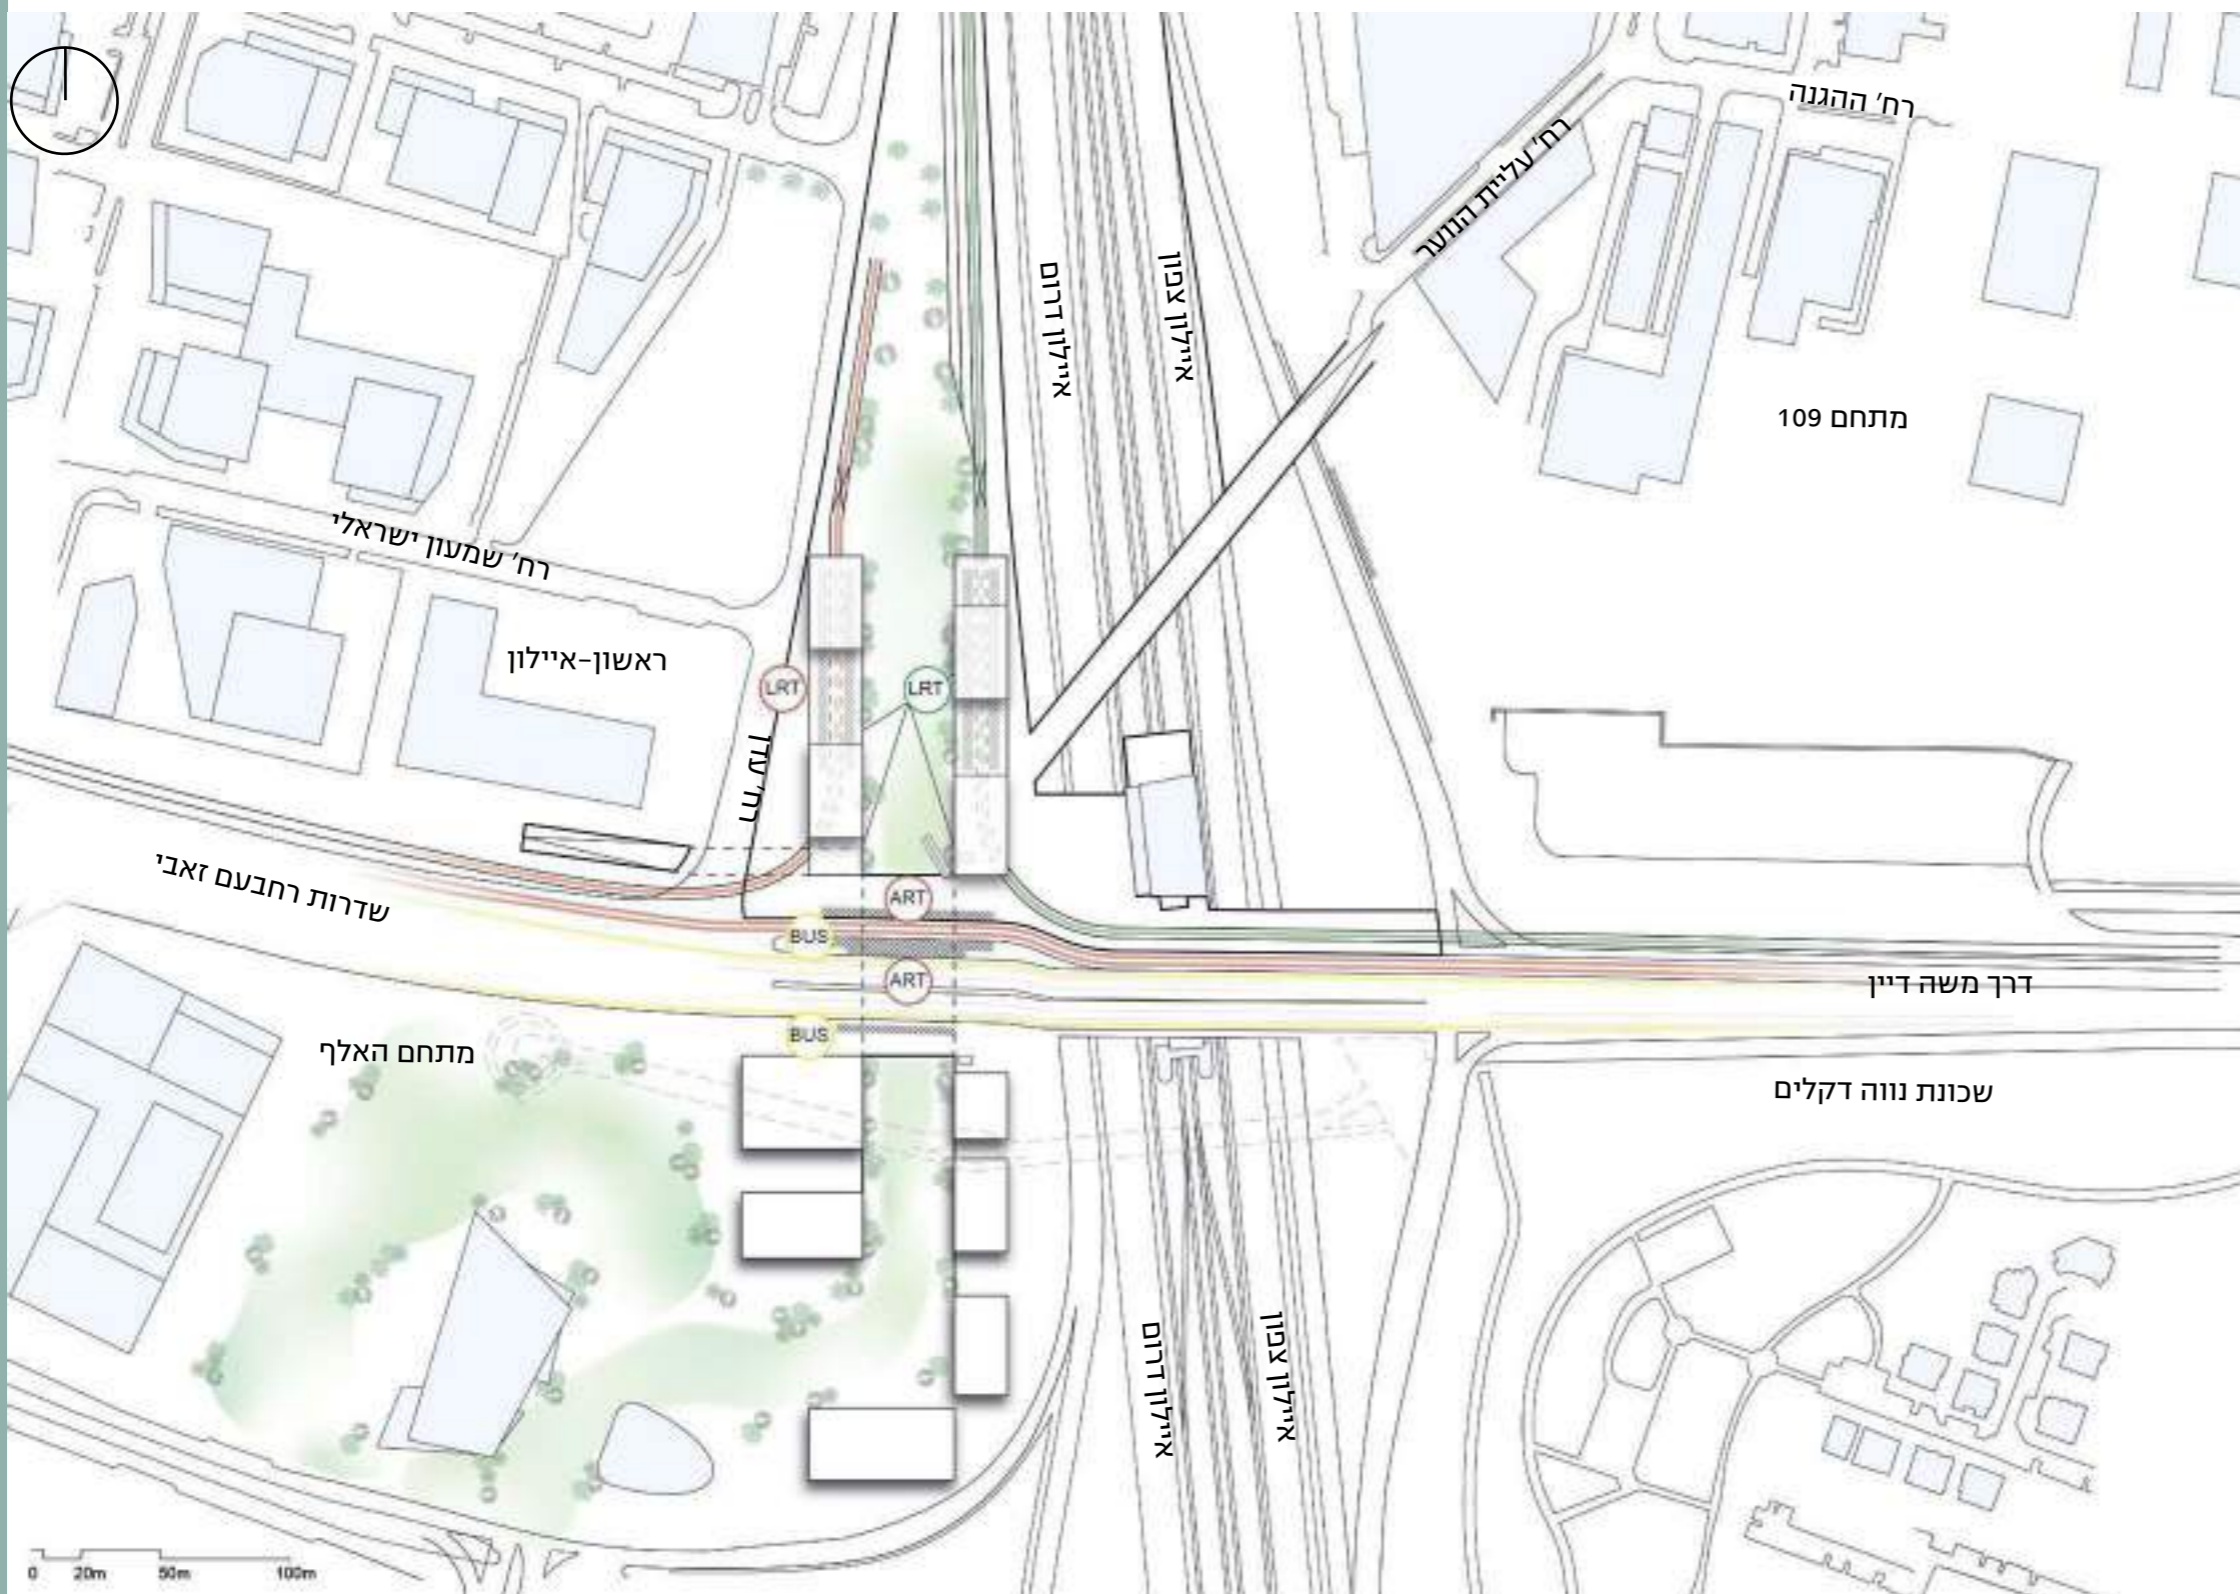 רח' ההגנה
רח' עליית הנוער
איילון דרום
איילון צפון
מתחם 109
רח' שמעון ישראלי
ראשון-איילון
LRT
LRT
רח' עדן
שדרות רחבעם זאבי
ART
BUS
ART
דרך משה דיין
BUS
מתחם האלף
שכונת נווה דקלים
איילון דרום
איילון צפון
0 20m 50m 100m